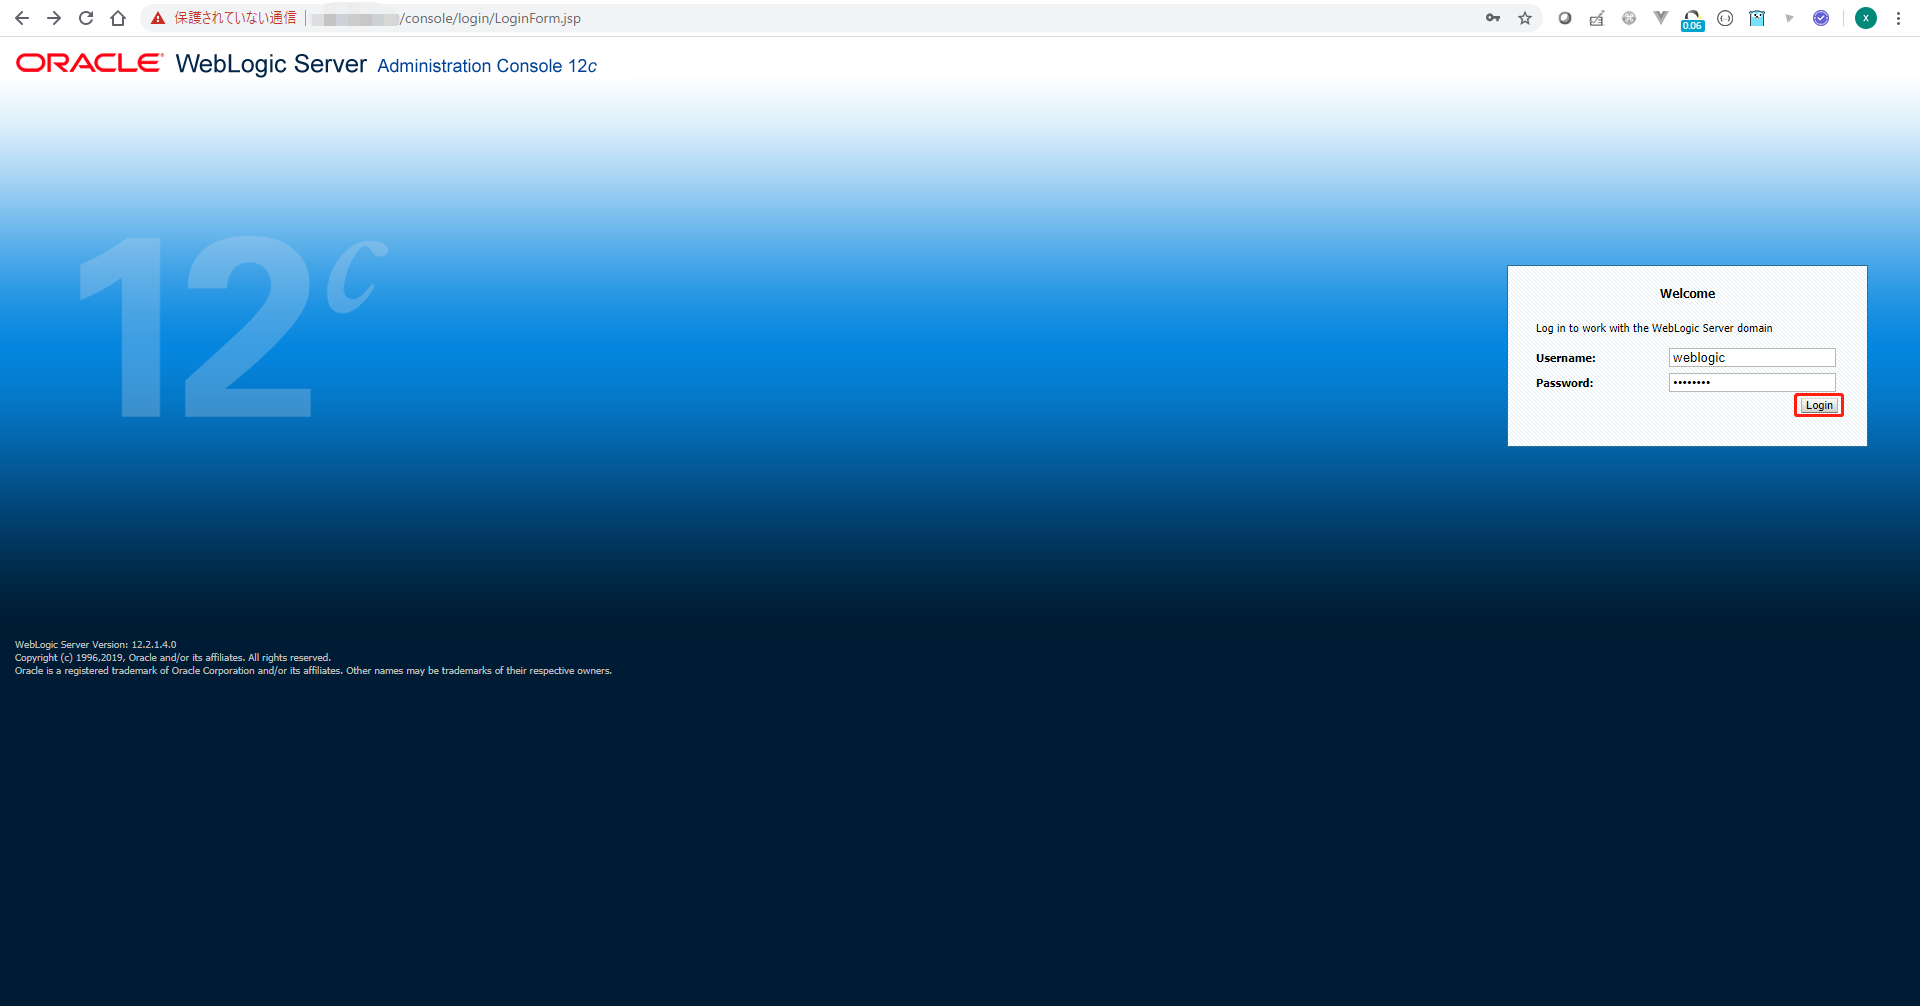 保護されていない通信 /console/login/LoginForm.jsp
0.06
X
ORACLE WebLogic Server Administration Console 12c
12c
Welcome
Log in to work with the WebLogic Server domain
Username: weblogic
Password: ••••••••
Login
WebLogic Server Version: 12.2.1.4.0
Copyright (c) 1996,2019, Oracle and/or its affiliates. All rights reserved.
Oracle is a registered trademark of Oracle Corporation and/or its affiliates. Other names may be trademarks of their respective owners.